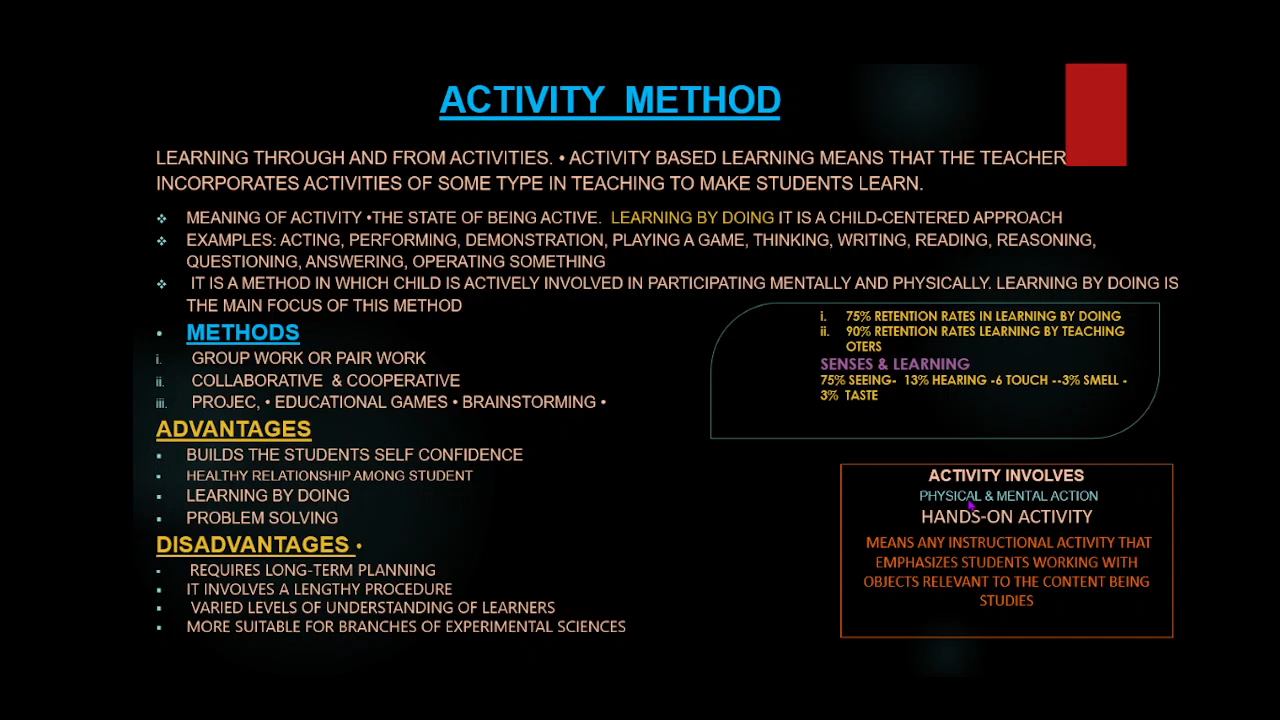 ACTIVITY METHOD
LEARNING THROUGH AND FROM ACTIVITIES. • ACTIVITY BASED LEARNING MEANS THAT THE TEACHER
INCORPORATES ACTIVITIES OF SOME TYPE IN TEACHING TO MAKE STUDENTS LEARN.
❖ MEANING OF ACTIVITY •THE STATE OF BEING ACTIVE. LEARNING BY DOING IT IS A CHILD-CENTERED APPROACH
❖ EXAMPLES: ACTING, PERFORMING, DEMONSTRATION, PLAYING A GAME, THINKING, WRITING, READING, REASONING,
QUESTIONING, ANSWERING, OPERATING SOMETHING
❖ IT IS A METHOD IN WHICH CHILD IS ACTIVELY INVOLVED IN PARTICIPATING MENTALLY AND PHYSICALLY. LEARNING BY DOING IS
THE MAIN FOCUS OF THIS METHOD
• METHODS
i. GROUP WORK OR PAIR WORK
ii. COLLABORATIVE & COOPERATIVE
iii. PROJEC, • EDUCATIONAL GAMES • BRAINSTORMING •
ADVANTAGES
▪ BUILDS THE STUDENTS SELF CONFIDENCE
▪ HEALTHY RELATIONSHIP AMONG STUDENT
▪ LEARNING BY DOING
▪ PROBLEM SOLVING
DISADVANTAGES •
▪ REQUIRES LONG-TERM PLANNING
▪ IT INVOLVES A LENGTHY PROCEDURE
▪ VARIED LEVELS OF UNDERSTANDING OF LEARNERS
▪ MORE SUITABLE FOR BRANCHES OF EXPERIMENTAL SCIENCES
i. 75% RETENTION RATES IN LEARNING BY DOING
ii. 90% RETENTION RATES LEARNING BY TEACHING
OTERS
SENSES & LEARNING
75% SEEING- 13% HEARING -6 TOUCH --3% SMELL -
3% TASTE
ACTIVITY INVOLVES
PHYSICAL & MENTAL ACTION
HANDS-ON ACTIVITY
MEANS ANY INSTRUCTIONAL ACTIVITY THAT
EMPHASIZES STUDENTS WORKING WITH
OBJECTS RELEVANT TO THE CONTENT BEING
STUDIES